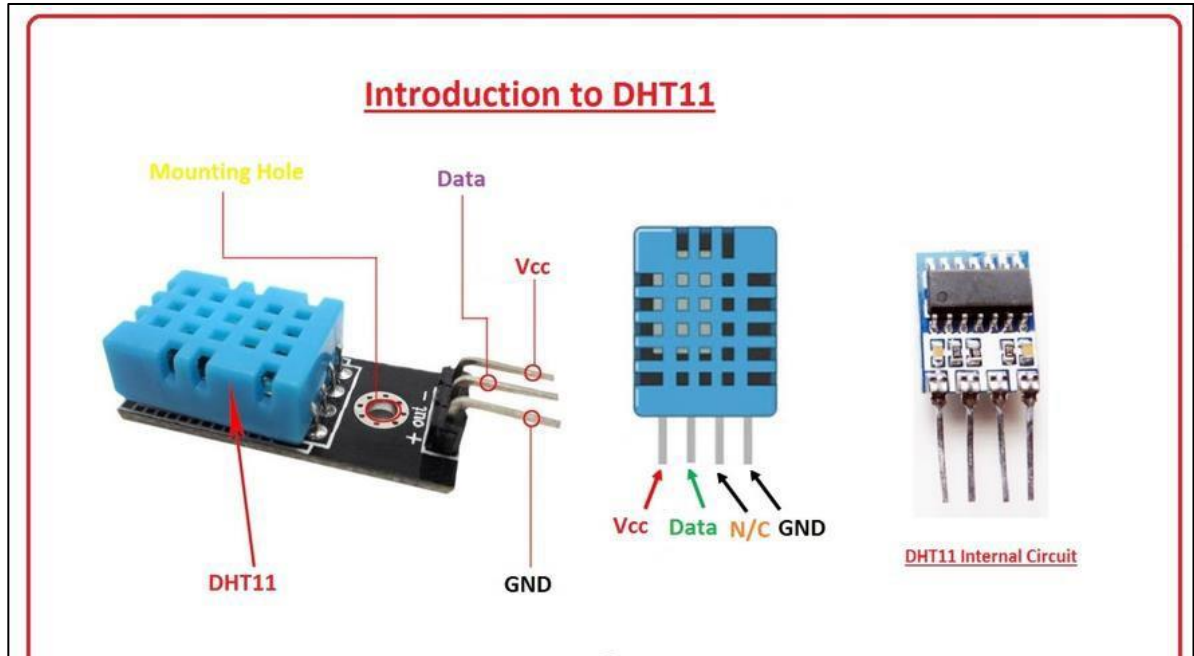 Introduction to DHT11
Mounting Hole
Data
Vcc
+ out -
DHT11
GND
Vcc
Data
N/C
GND
DHT11 Internal Circuit